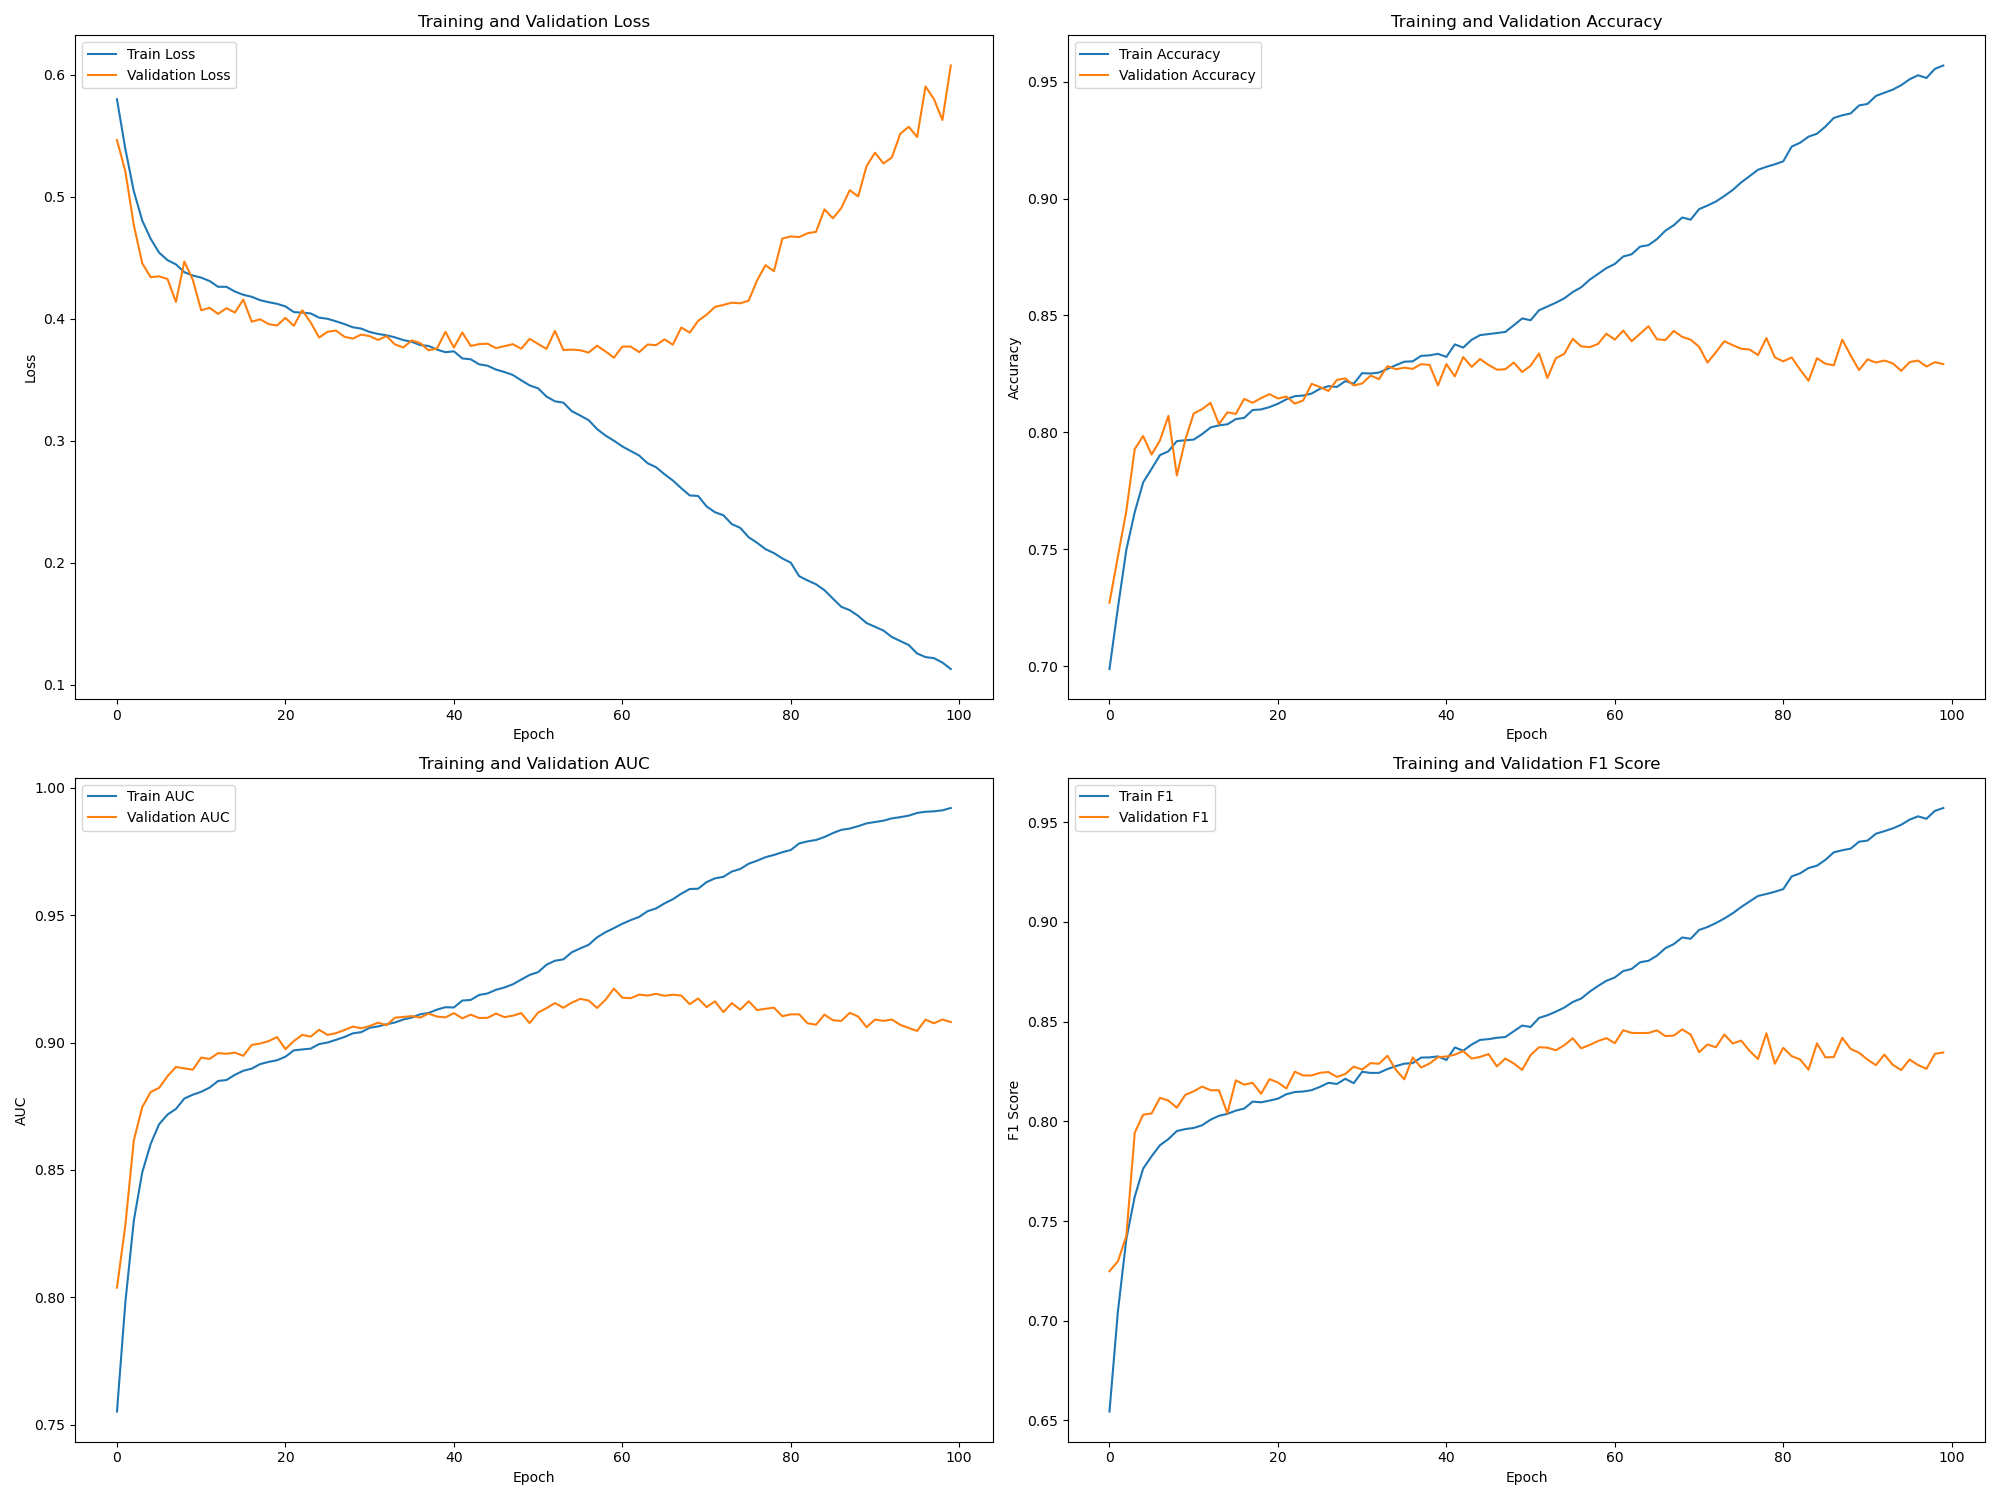 Training and Validation Loss
Train Loss
Validation Loss
0.6
0.5
0.4
0.3
0.2
0.1
Loss
0 20 40 60 80 100
Epoch
Training and Validation Accuracy
Train Accuracy
Validation Accuracy
0.95
0.90
0.85
0.80
0.75
0.70
Accuracy
0 20 40 60 80 100
Epoch
Training and Validation AUC
Train AUC
Validation AUC
1.00
0.95
0.90
0.85
0.80
0.75
AUC
0 20 40 60 80 100
Epoch
Training and Validation F1 Score
Train F1
Validation F1
0.95
0.90
0.85
0.80
0.75
0.70
0.65
F1 Score
0 20 40 60 80 100
Epoch